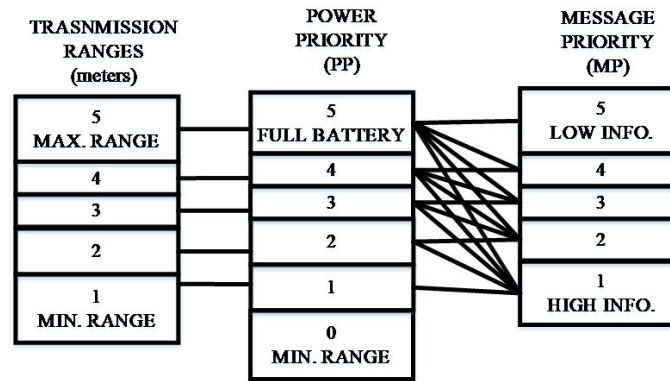 TRASNMISSION
RANGES
(meters)
5
MAX. RANGE
4
3
2
1
MIN. RANGE
POWER
PRIORITY
(PP)
5
FULL BATTERY
4
3
2
1
0
MIN. RANGE
MESSAGE
PRIORITY
(MP)
5
LOW INFO.
4
3
2
1
HIGH INFO.